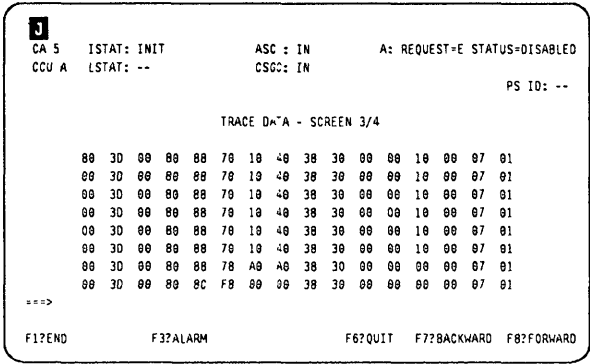 J
CA 5 ISTAT: INIT ASC : IN A: REQUEST=E STATUS=DISABLED
CCU A LSTAT: -- CSGC: IN
PS ID: --
TRACE DATA - SCREEN 3/4
80 3D 00 80 88 70 10 40 38 30 00 00 10 00 07 01
00 3D 00 80 88 70 10 40 38 30 00 00 10 00 07 01
00 3D 00 80 88 70 10 40 38 30 00 00 10 00 07 01
00 3D 00 80 88 70 10 40 38 30 00 00 10 00 07 01
00 3D 00 80 88 70 10 40 38 30 00 00 10 00 07 01
00 3D 00 80 88 70 10 40 38 30 00 00 10 00 07 01
00 3D 00 80 88 78 A0 A0 38 30 00 00 00 00 07 01
00 3D 00 80 8C F8 00 00 38 30 00 00 00 00 07 01
===>
F1?END F3?ALARM F6?QUIT F7?BACKWARD F8?FORWARD